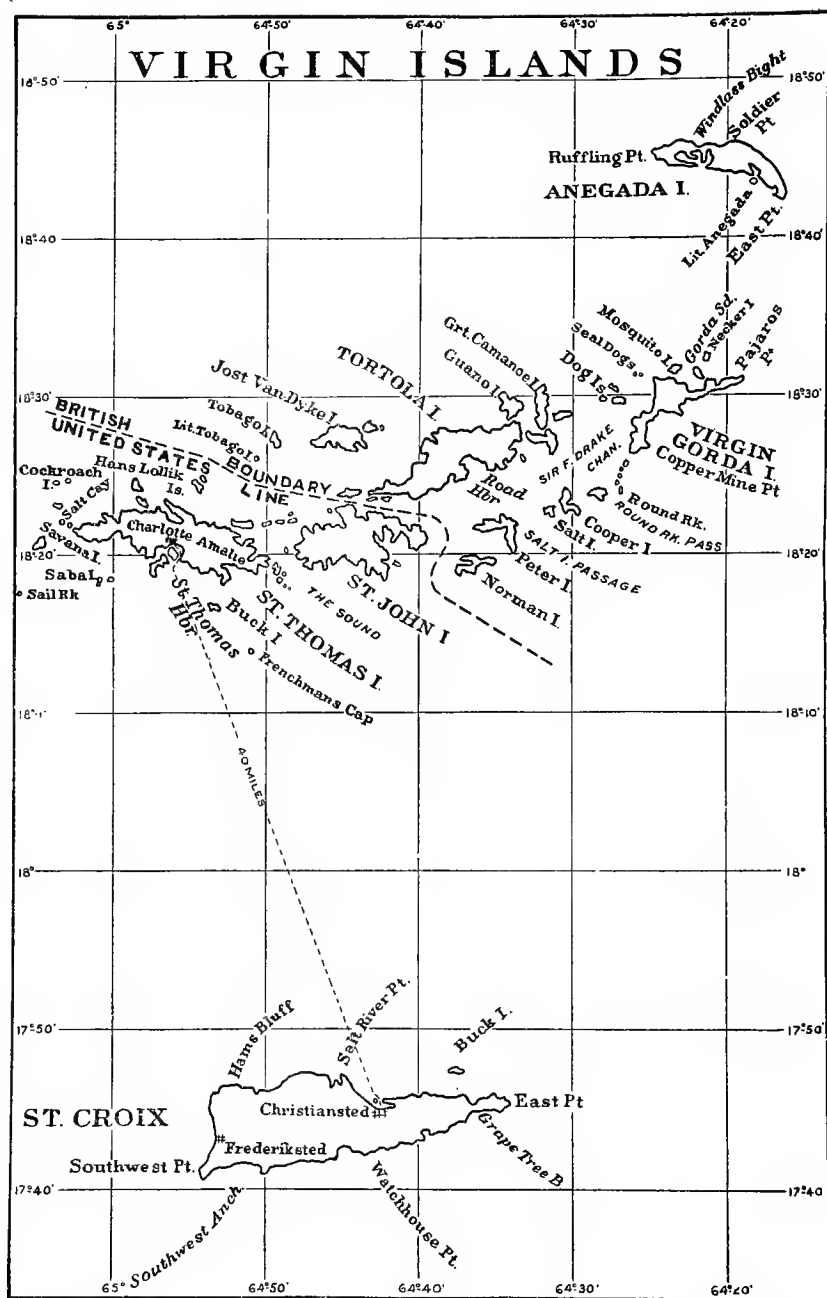 65°
64°50'
64°40'
64°30'
64°20'
VIRGIN ISLANDS
18°50'
18°50'
Windlass Bight
Soldier
Pt
Ruffling Pt.
ANEGADA I.
Lit. Anegada
East Pt.
18°40'
18°40'
Mosquito I.
Gorda Sd.
Necker I
Pajaros
Pt
Seal Dogs
Grt. Camanoe I
Guano I.
Dog Is.
TORTOLA I.
Jost Van Dyke I.
Tobago I.
Lit. Tobago I.
18°30'
18°30'
BRITISH
UNITED STATES
BOUNDARY
LINE
VIRGIN
GORDA I.
Copper Mine Pt
SIR F. DRAKE
CHAN.
Road
Hbr
Round Rk.
ROUND RK. PASS
Cooper I
Salt I.
SALT I. PASSAGE
Peter I.
Norman I.
Hans Lollik
Is.
Cockroach
I.
Salt Cay
Savana I.
Charlotte Amalie
18°20'
18°20'
Saba I.
Sail Rk
St. Thomas
Hbr.
Buck I
ST. THOMAS I.
THE SOUND
ST. JOHN I
Frenchmans Cap
18°10'
40 MILES
18°
18°
17°50'
17°50'
Hams Bluff
Salt River Pt.
Buck I.
ST. CROIX
Christiansted
East Pt
Frederiksted
Grape Tree B
Southwest Pt.
17°40'
17°40'
Southwest Anch.
Watchhouse Pt.
65°
64°50'
64°40'
64°30'
64°20'